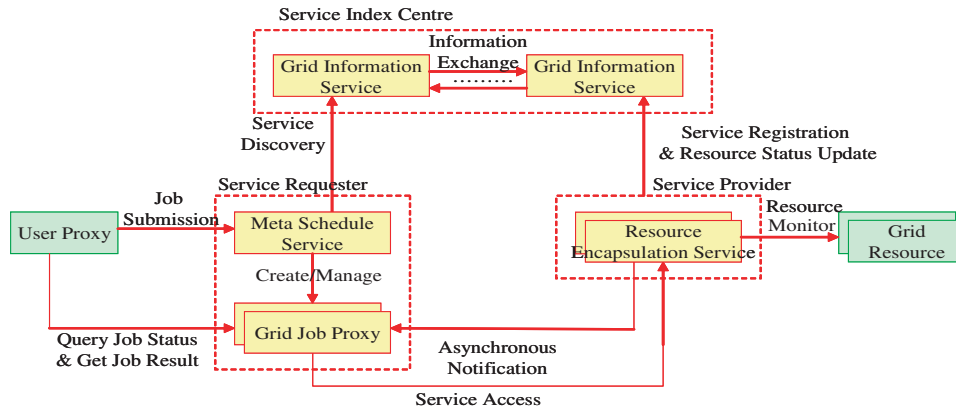 Service Index Centre
Information
Exchange
Grid Information
Service
.........
Grid Information
Service
Service
Discovery
Service Registration
& Resource Status Update
Service Requester
Service Provider
Job
Submission
Resource
Monitor
User Proxy
Meta Schedule
Service
Resource
Encapsulation Service
Grid
Resource
Create/Manage
Grid Job Proxy
Query Job Status
& Get Job Result
Asynchronous
Notification
Service Access